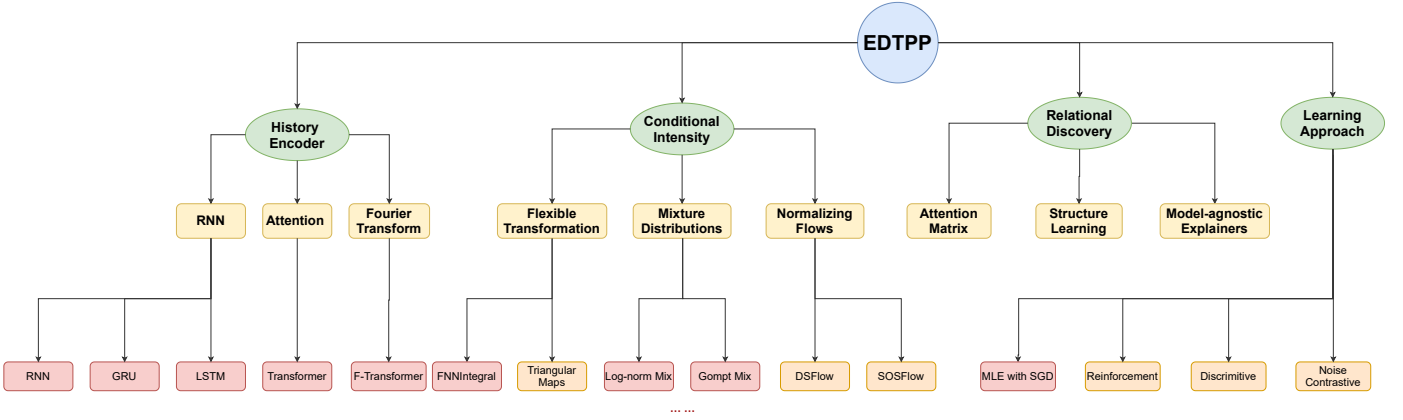 EDTPP
History
Encoder
Conditional
Intensity
Relational
Discovery
Learning
Approach
RNN
Attention
Fourier
Transform
Flexible
Transformation
Mixture
Distributions
Normalizing
Flows
Attention
Matrix
Structure
Learning
Model-agnostic
Explainers
RNN
GRU
LSTM
Transformer
F-Transformer
FNNIntegral
Triangular
Maps
Log-norm Mix
Gompt Mix
DSFlow
SOSFlow
MLE with SGD
Reinforcement
Discrimitive
Noise
Contrastive
... ...